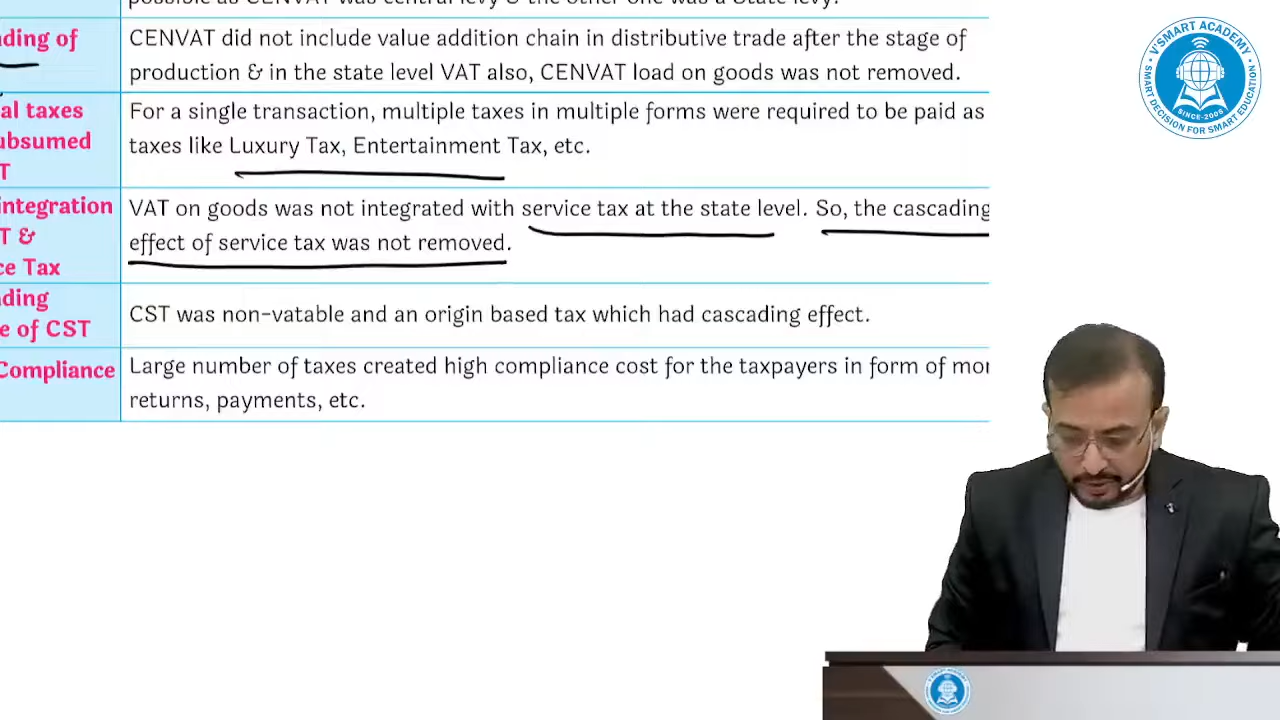 possible as CENVAT was central levy & the other one was a State levy.
ding of
CENVAT did not include value addition chain in distributive trade after the stage of
production & in the state level VAT also, CENVAT load on goods was not removed.
al taxes
ubsumed
T
For a single transaction, multiple taxes in multiple forms were required to be paid as
taxes like Luxury Tax, Entertainment Tax, etc.
integration
T &
ce Tax
VAT on goods was not integrated with service tax at the state level. So, the cascading
effect of service tax was not removed.
ding
e of CST
CST was non-vatable and an origin based tax which had cascading effect.
Compliance
Large number of taxes created high compliance cost for the taxpayers in form of mor
returns, payments, etc.
V'SMART ACADEMY
SINCE-2009
SMART DECISION FOR SMART EDUCATION